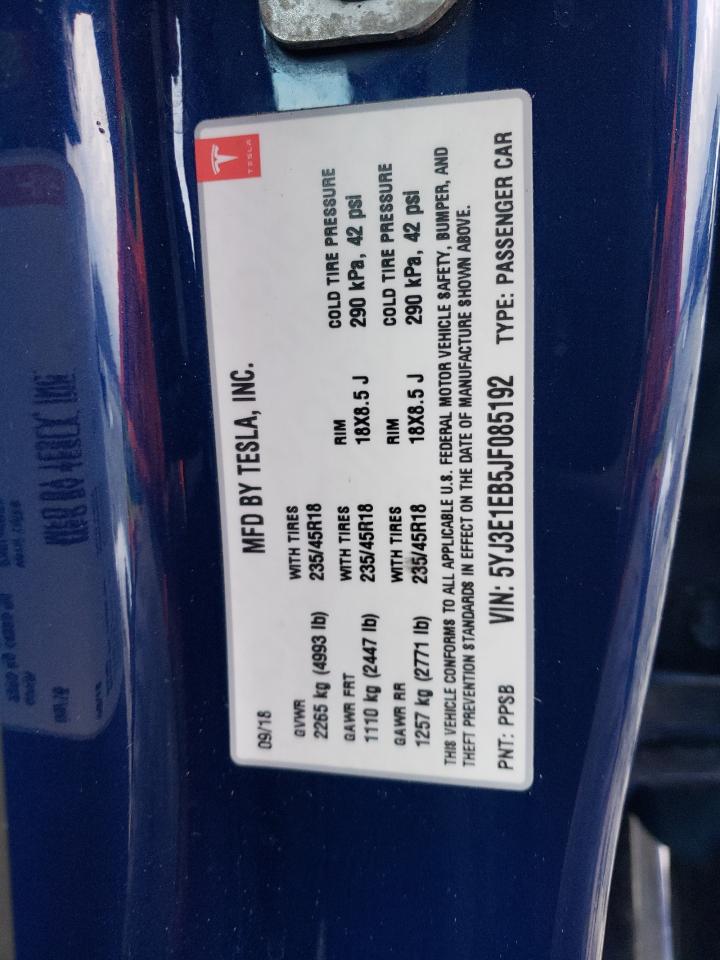 TESLA
09/18 MFD BY TESLA, INC.
GVWR WITH TIRES
2265 kg (4993 lb) 235/45R18 RIM COLD TIRE PRESSURE
GAWR FRT WITH TIRES 18X8.5 J 290 kPa, 42 psi
1110 kg (2447 lb) 235/45R18 RIM COLD TIRE PRESSURE
GAWR RR WITH TIRES 18X8.5 J 290 kPa, 42 psi
1257 kg (2771 lb) 235/45R18
THIS VEHICLE CONFORMS TO ALL APPLICABLE U.S. FEDERAL MOTOR VEHICLE SAFETY, BUMPER, AND
THEFT PREVENTION STANDARDS IN EFFECT ON THE DATE OF MANUFACTURE SHOWN ABOVE.
PNT: PPSB VIN: 5YJ3E1EB5JF085192 TYPE: PASSENGER CAR